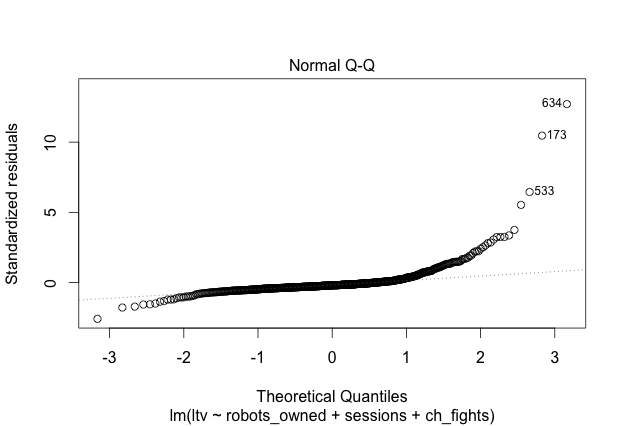 Normal Q-Q
Standardized residuals
10
5
0
634
173
533
-3 -2 -1 0 1 2 3
Theoretical Quantiles
lm(ltv ~ robots_owned + sessions + ch_fights)